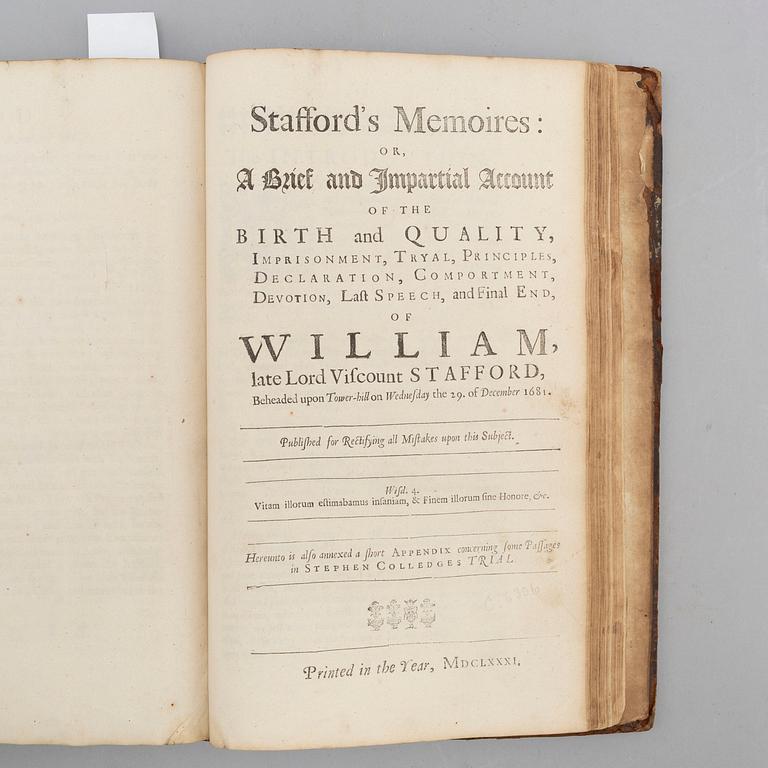 Stafford's Memoires:
OR,
A Brief and Impartial Account
OF THE
BIRTH and QUALITY,
IMPRISONMENT, TRYAL, PRINCIPLES,
DECLARATION, COMPORTMENT,
DEVOTION, Laſt SPEECH, and Final END,
OF
WILLIAM,
late Lord Viſcount STAFFORD,
Beheaded upon Tower-hill on Wedneſday the 29. of December 1681.
Publiſhed for Rectifying all Miſtakes upon this Subject.
Wiſd. 4.
Vitam illorum eſtimabamus inſaniam, & Finem illorum ſine Honore, &c.
Hereunto is alſo annexed a ſhort APPENDIX concerning ſome Paſſages
in STEPHEN COLLEDGES TRIAL
Printed in the Year, MDCLXXXI.